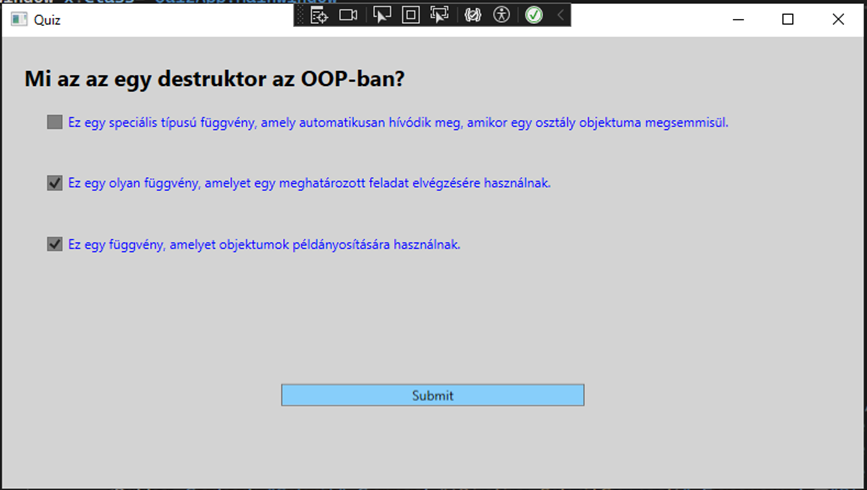 Quiz
Mi az az egy destruktor az OOP-ban?
Ez egy speciális típusú függvény, amely automatikusan hívódik meg, amikor egy osztály objektuma megsemmisül.
Ez egy olyan függvény, amelyet egy meghatározott feladat elvégzésére használnak.
Ez egy függvény, amelyet objektumok példányosítására használnak.
Submit